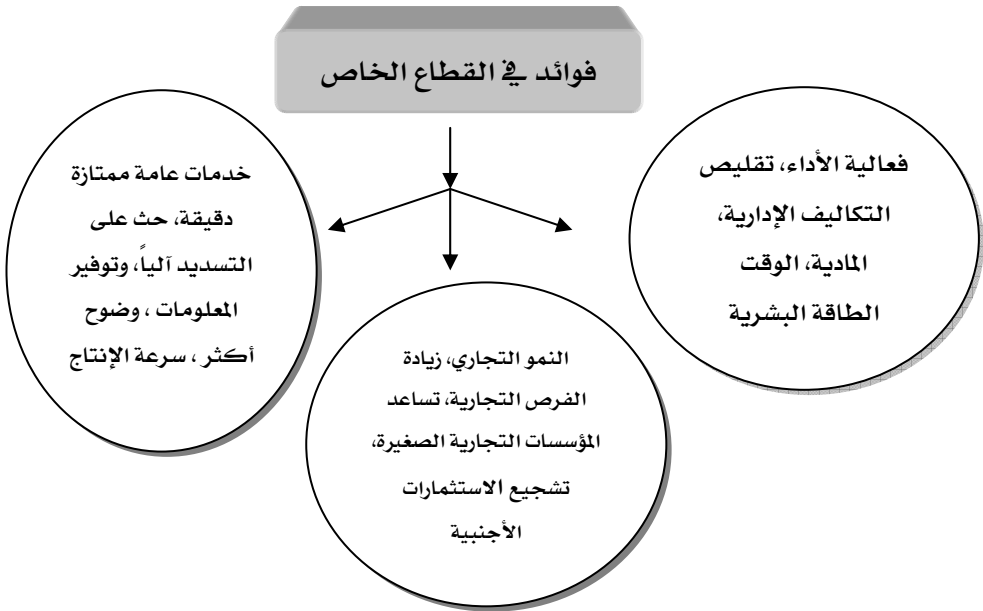 فوائد في القطاع الخاص
فعالية الأداء، تقليص
التكاليف الإدارية،
المادية، الوقت
الطاقة البشرية
النمو التجاري، زيادة
الفرص التجارية، تساعد
المؤسسات التجارية الصغيرة،
تشجيع الاستثمارات
الأجنبية
خدمات عامة ممتازة
دقيقة، حث على
التسديد آلياً، وتوفير
المعلومات ، وضوح
أكثر ، سرعة الإنتاج